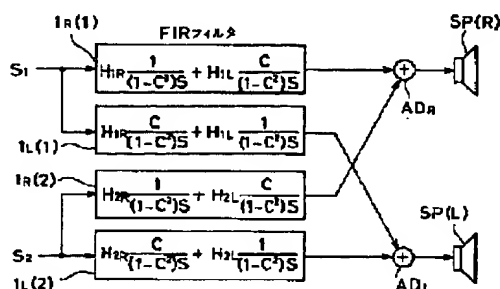 1R(1)
FIRフィルタ
SP(R)
S1
H1R 1/(1-C²)S + H1L C/(1-C²)S
ADR
H1R C/(1-C²)S + H1L 1/(1-C²)S
1L(1)
1R(2)
H2R 1/(1-C²)S + H2L C/(1-C²)S
SP(L)
S2
H2R C/(1-C²)S + H2L 1/(1-C²)S
ADL
1L(2)